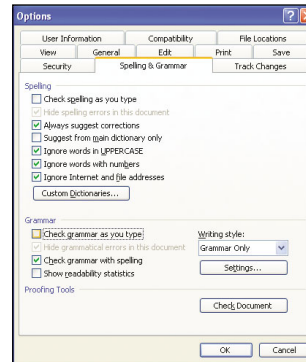 Options
User Information Compatibility File Locations
View General Edit Print Save
Security Spelling & Grammar Track Changes
Spelling
Check spelling as you type
Hide spelling errors in this document
Always suggest corrections
Suggest from main dictionary only
Ignore words in UPPERCASE
Ignore words with numbers
Ignore Internet and file addresses
Custom Dictionaries...
Grammar
Check grammar as you type Writing style:
Hide grammatical errors in this document Grammar Only
Check grammar with spelling Settings...
Show readability statistics
Proofing Tools
Check Document
OK Cancel